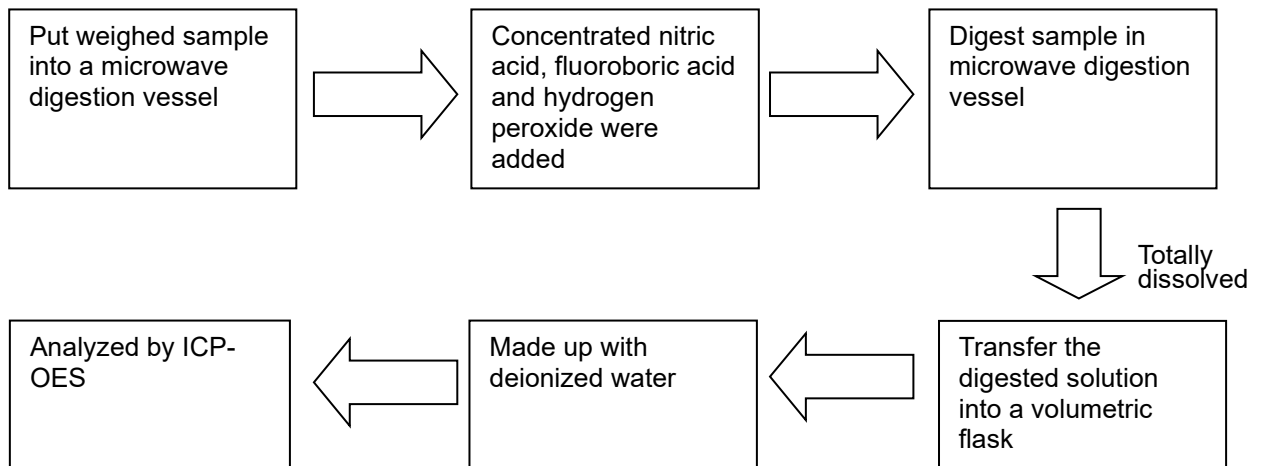 Put weighed sample
into a microwave
digestion vessel
Concentrated nitric
acid, fluoroboric acid
and hydrogen
peroxide were
added
Digest sample in
microwave digestion
vessel
Totally
dissolved
Transfer the
digested solution
into a volumetric
flask
Made up with
deionized water
Analyzed by ICP-
OES